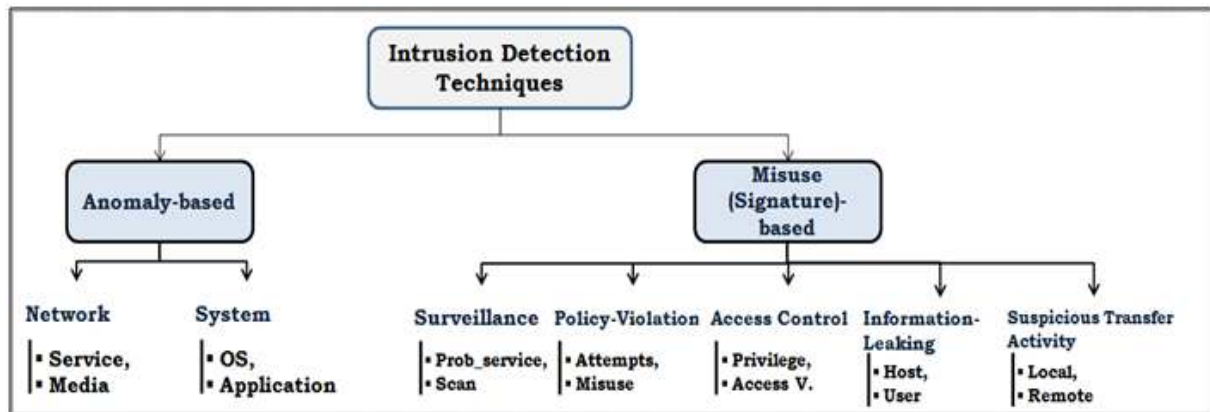 Intrusion Detection
Techniques
Anomaly-based
Misuse
(Signature)-
based
Network
▪ Service,
▪ Media
System
▪ OS,
▪ Application
Surveillance
▪ Prob_service,
▪ Scan
Policy-Violation
▪ Attempts,
▪ Misuse
Access Control
▪ Privilege,
▪ Access V.
Information-
Leaking
▪ Host,
▪ User
Suspicious Transfer
Activity
▪ Local,
▪ Remote